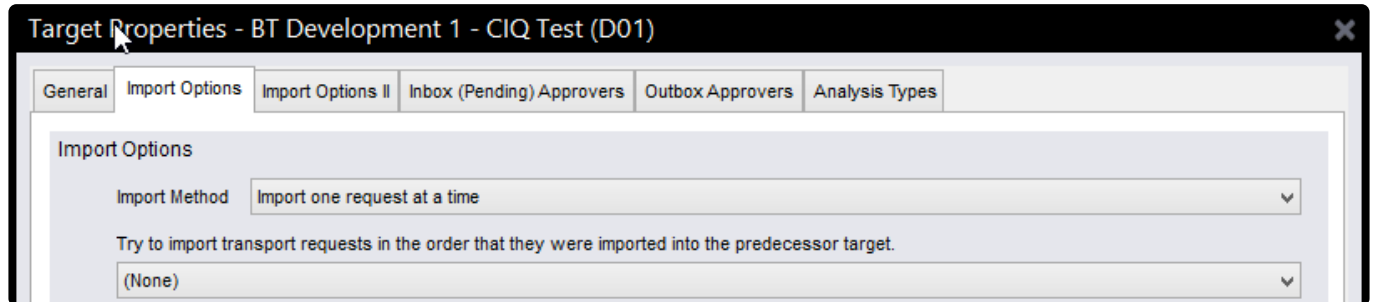 Target Properties - BT Development 1 - CIQ Test (D01)
General Import Options Import Options II Inbox (Pending) Approvers Outbox Approvers Analysis Types
Import Options
Import Method Import one request at a time
Try to import transport requests in the order that they were imported into the predecessor target.
(None)